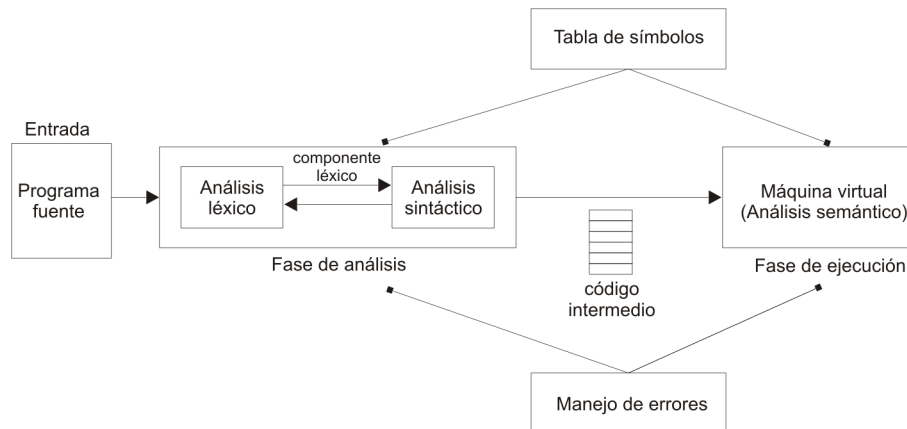 Tabla de símbolos
Entrada
Programa
fuente
componente
léxico
Análisis
léxico
Análisis
sintáctico
Máquina virtual
(Análisis semántico)
Fase de análisis
Fase de ejecución
código
intermedio
Manejo de errores